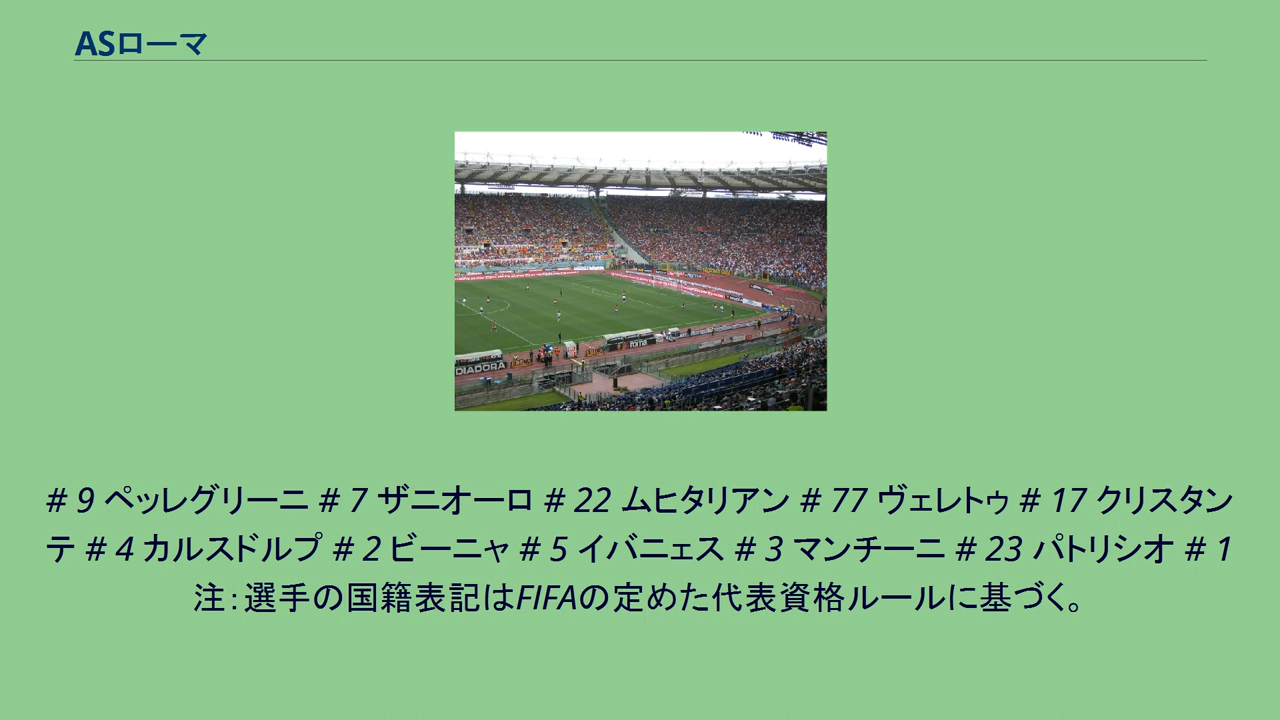 ASローマ
DIADORA
roma
# 9 ペッレグリーニ # 7 ザニオーロ # 22 ムヒタリアン # 77 ヴェレトゥ # 17 クリスタン
テ # 4 カルスドルプ # 2 ビーニャ # 5 イバニェス # 3 マンチーニ # 23 パトリシオ # 1
注：選手の国籍表記はFIFAの定めた代表資格ルールに基づく。